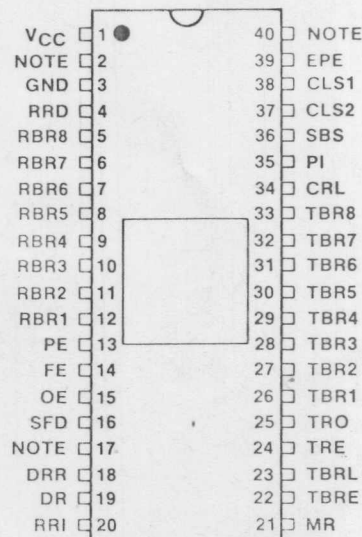 VCC 1 40 NOTE
NOTE 2 39 EPE
GND 3 38 CLS1
RRD 4 37 CLS2
RBR8 5 36 SBS
RBR7 6 35 PI
RBR6 7 34 CRL
RBR5 8 33 TBR8
RBR4 9 32 TBR7
RBR3 10 31 TBR6
RBR2 11 30 TBR5
RBR1 12 29 TBR4
PE 13 28 TBR3
FE 14 27 TBR2
OE 15 26 TBR1
SFD 16 25 TRO
NOTE 17 24 TRE
DRR 18 23 TBRL
DR 19 22 TBRE
RRI 20 21 MR